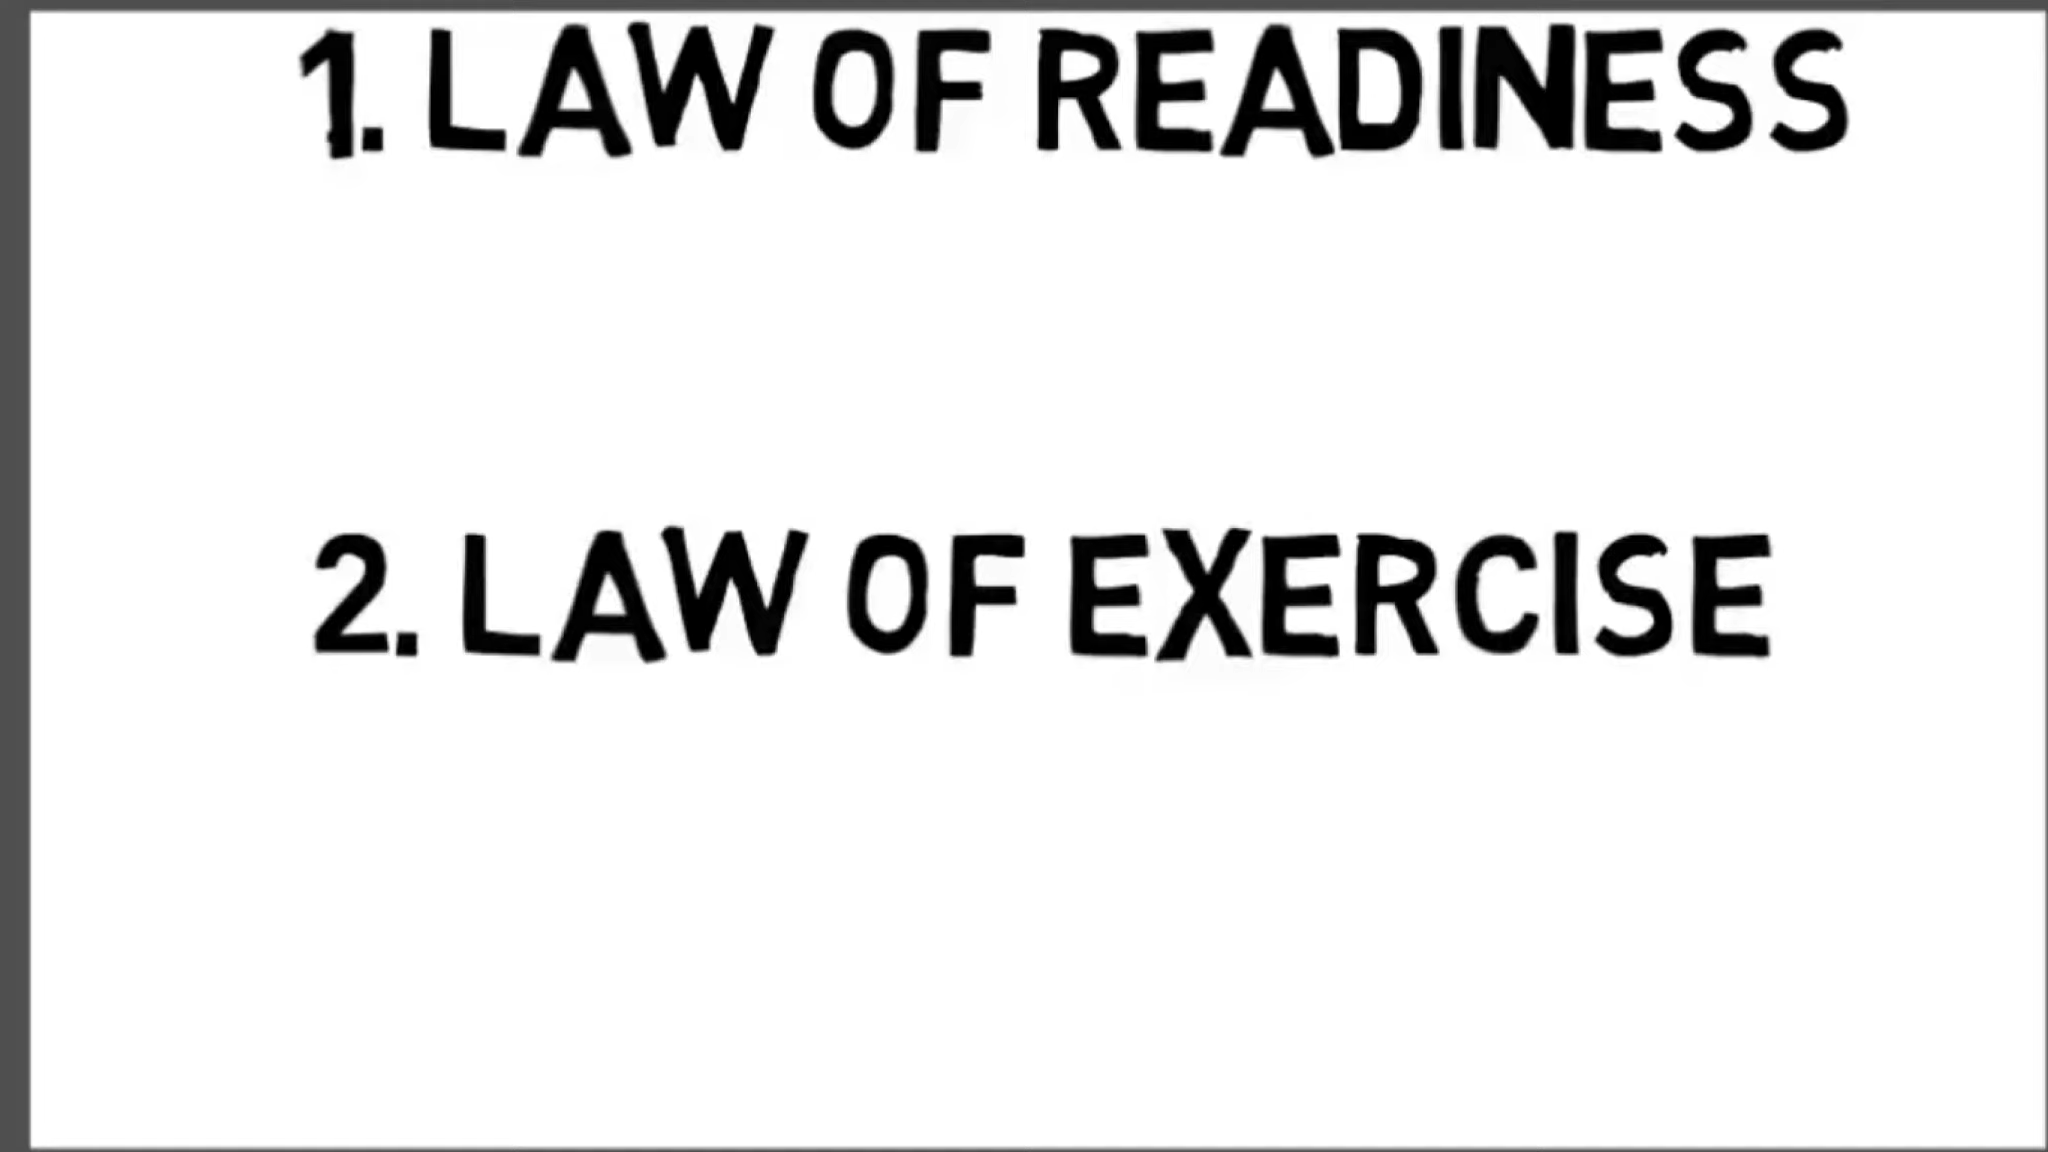 1. LAW OF READINESS
2. LAW OF EXERCISE